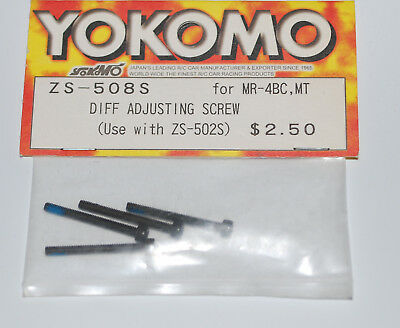 YOKOMO
YOKOMO
JAPAN'S LEADING R/C CAR MANUFACTURER & EXPORTER SINCE 1965
WORLD WIDE THE FINEST R/C CAR RACING PRODUCTS
ZS-508S for MR-4BC,MT
DIFF ADJUSTING SCREW
(Use with ZS-502S) $2.50